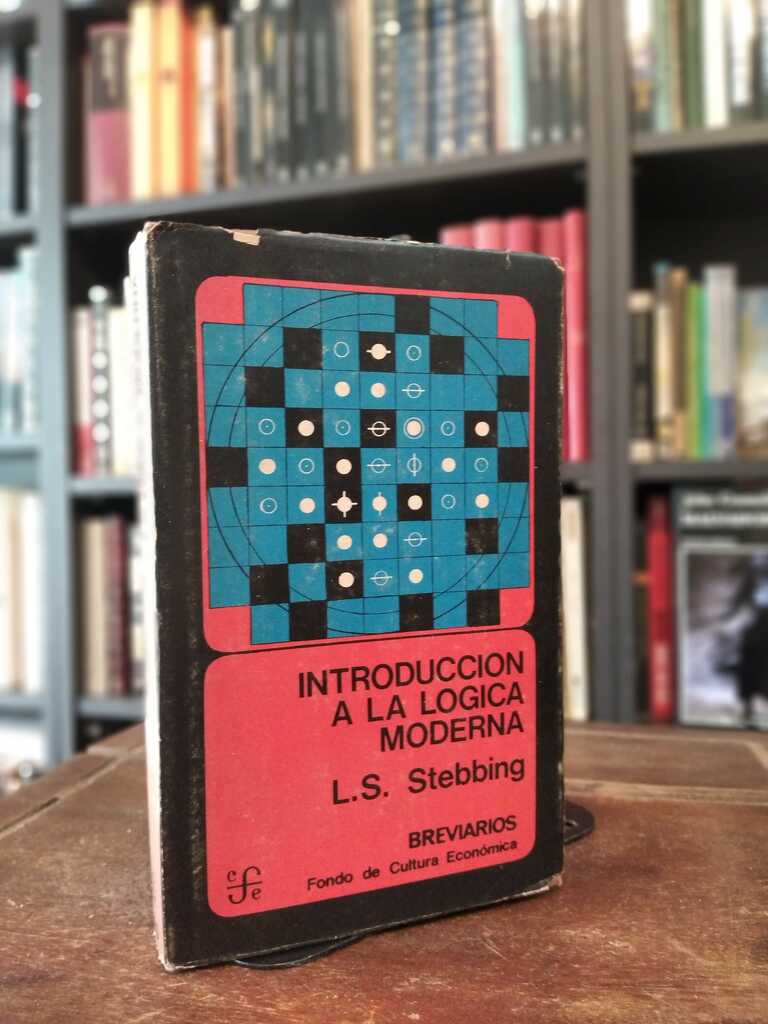 INTRODUCCION
A LA LOGICA
MODERNA
L.S. Stebbing
BREVIARIOS
Fondo de Cultura Económica
c f e